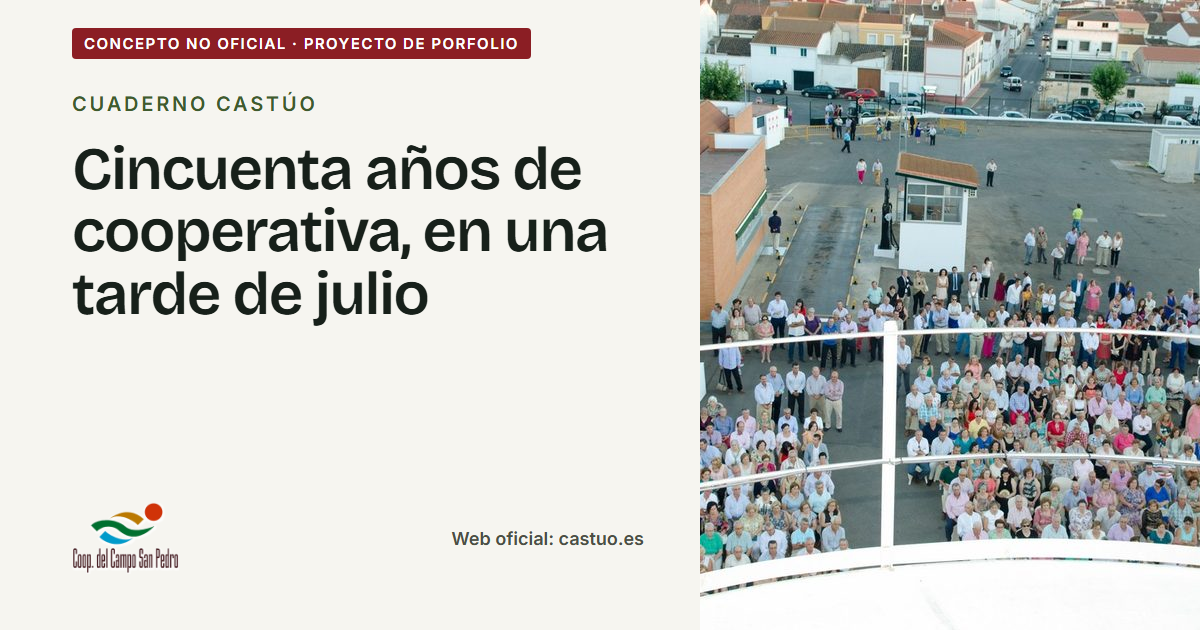 CONCEPTO NO OFICIAL · PROYECTO DE PORFOLIO
CUADERNO CASTÚO
Cincuenta años de
cooperativa, en una
tarde de julio
Coop. del Campo San Pedro
Web oficial: castuo.es